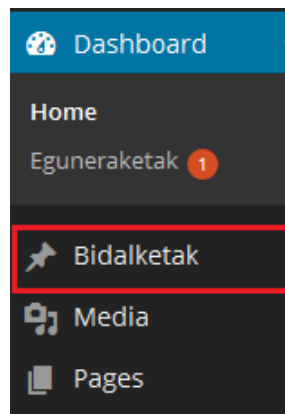 Dashboard
Home
Eguneraketak 1
Bidalketak
Media
Pages